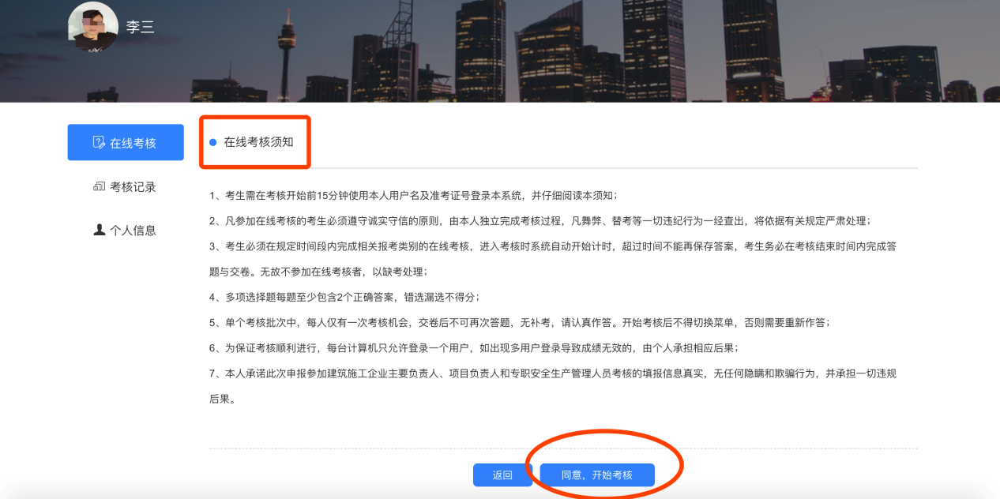 李三
在线考核
考核记录
个人信息
在线考核须知
1、考生需在考核开始前15分钟使用本人用户名及准考证号登录本系统，并仔细阅读本须知；
2、凡参加在线考核的考生必须遵守诚实守信的原则，由本人独立完成考核过程，凡舞弊、替考等一切违纪行为一经查出，将依据有关规定严肃处理；
3、考生必须在规定时间段内完成相关报考类别的在线考核，进入考核时系统自动开始计时，超过时间不能再保存答案，考生务必在考核结束时间内完成答
题与交卷。无故不参加在线考核者，以缺考处理；
4、多项选择题每题至少包含2个正确答案，错选漏选不得分；
5、单个考核批次中，每人仅有一次考核机会，交卷后不可再次答题，无补考，请认真作答。开始考核后不得切换菜单，否则需要重新作答；
6、为保证考核顺利进行，每台计算机只允许登录一个用户，如出现多用户登录导致成绩无效的，由个人承担相应后果；
7、本人承诺此次申报参加建筑施工企业主要负责人、项目负责人和专职安全生产管理人员考核的填报信息真实，无任何隐瞒和欺骗行为，并承担一切违规
后果。
返回
同意，开始考核